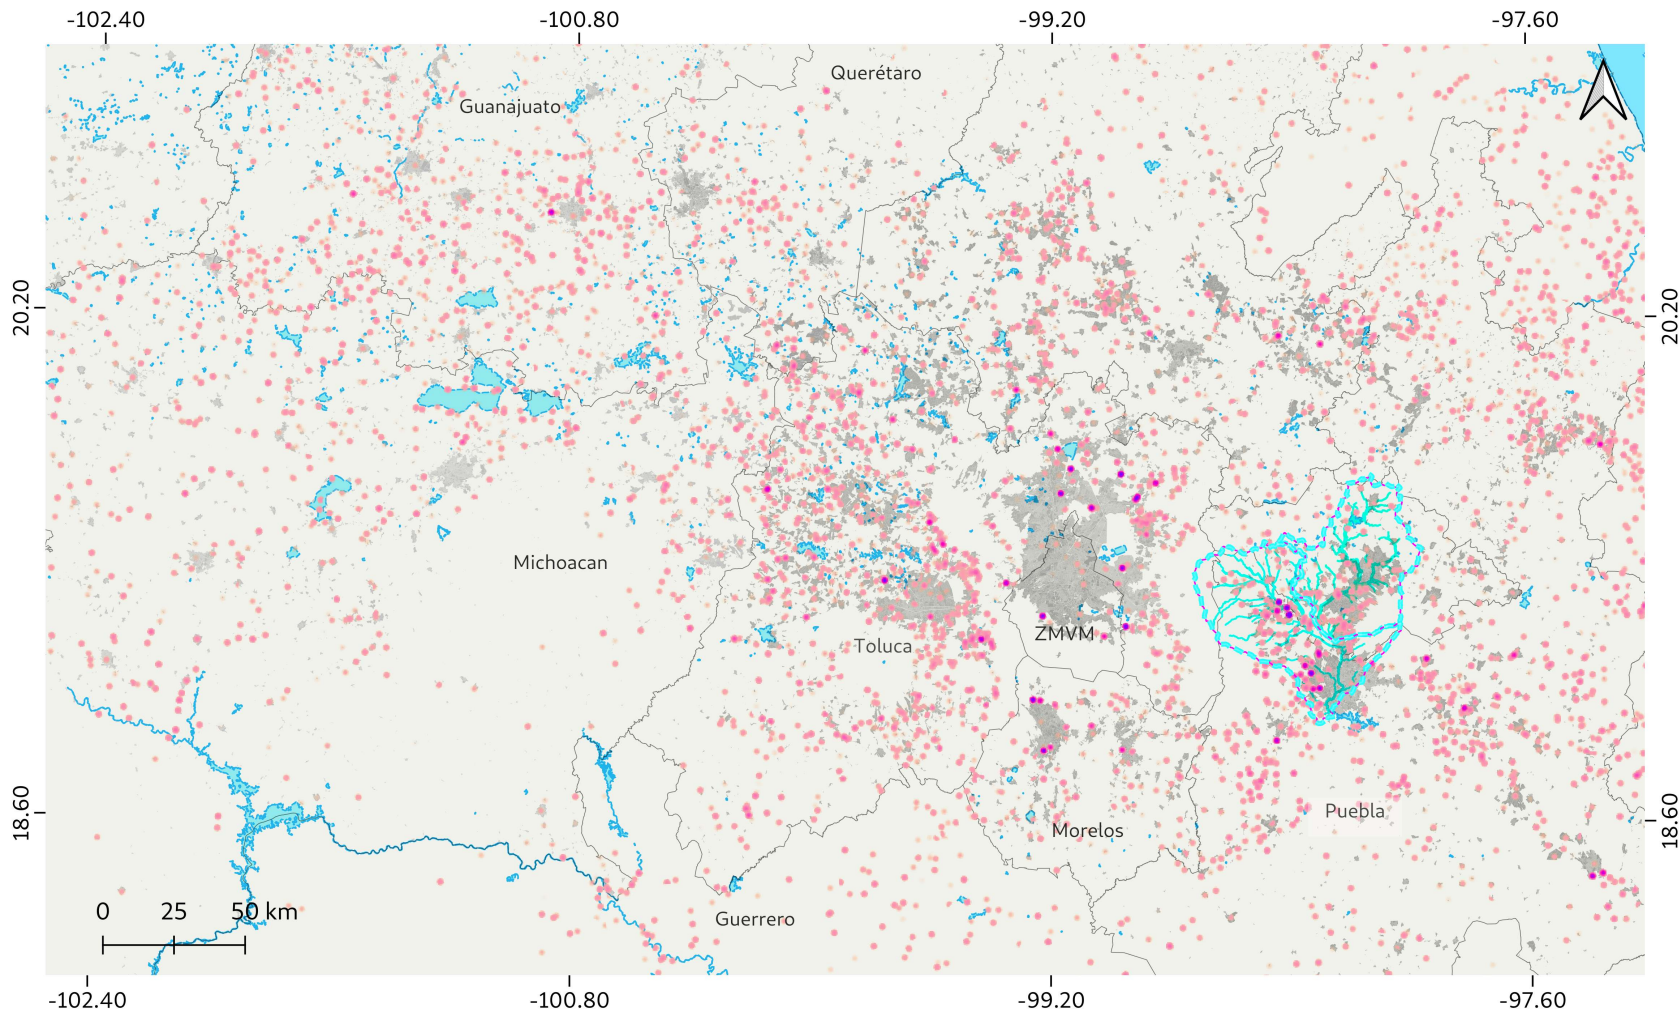 -102.40 -100.80 -99.20 -97.60
Querétaro
Guanajuato
20.20 20.20
Michoacan
ZMVM
Toluca
18.60 18.60
Puebla
Morelos
0 25 50 km
Guerrero
-102.40 -100.80 -99.20 -97.60